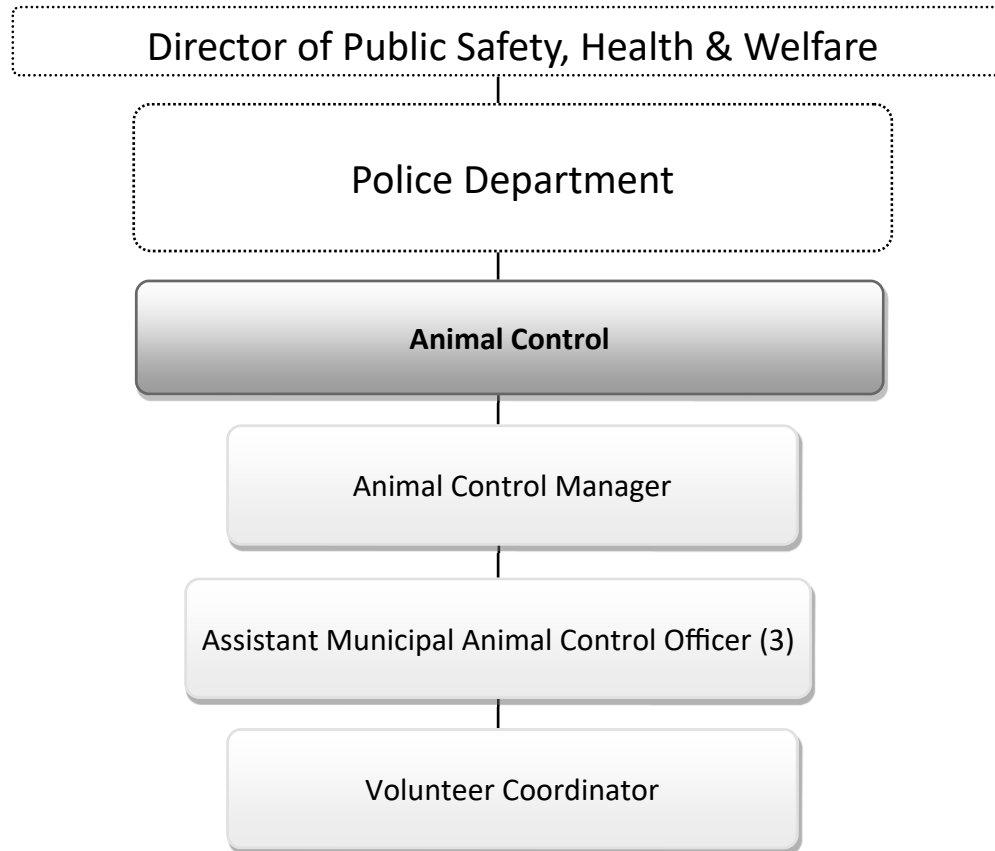 Director of Public Safety, Health & Welfare
Police Department
Animal Control
Animal Control Manager
Assistant Municipal Animal Control Officer (3)
Volunteer Coordinator